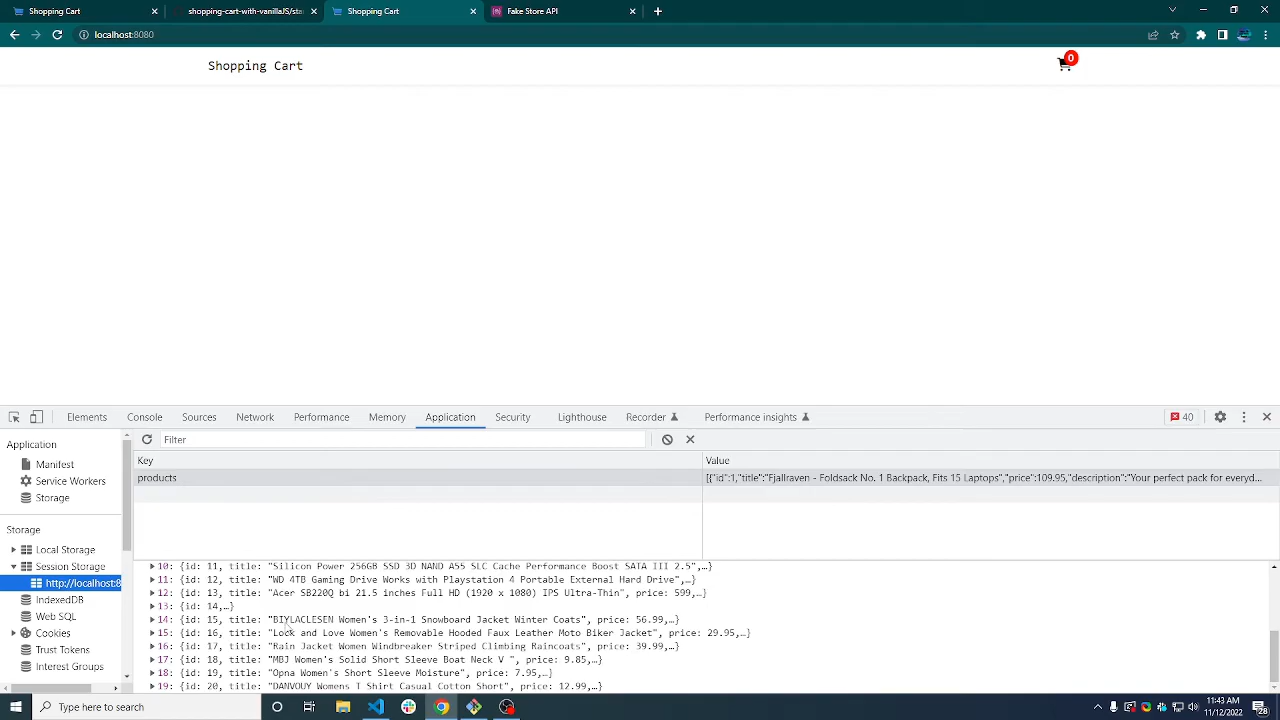 Shopping Cart
shopping-cart-with-vanillaJS/sto
Shopping Cart
Fake Store API
localhost:8080
Shopping Cart
0
Elements
Console
Sources
Network
Performance
Memory
Application
Security
Lighthouse
Recorder
Performance insights
40
Application
Manifest
Service Workers
Storage
Storage
Local Storage
Session Storage
http://localhost:8
IndexedDB
Web SQL
Cookies
Trust Tokens
Interest Groups
Filter
Key
Value
products
[{"id":1,"title":"Fjallraven - Foldsack No. 1 Backpack, Fits 15 Laptops","price":109.95,"description":"Your perfect pack for everyd...
10: {id: 11, title: "Silicon Power 256GB SSD 3D NAND A55 SLC Cache Performance Boost SATA III 2.5",…}
11: {id: 12, title: "WD 4TB Gaming Drive Works with Playstation 4 Portable External Hard Drive",…}
12: {id: 13, title: "Acer SB220Q bi 21.5 inches Full HD (1920 x 1080) IPS Ultra-Thin", price: 599,…}
13: {id: 14,…}
14: {id: 15, title: "BIYLACLESEN Women's 3-in-1 Snowboard Jacket Winter Coats", price: 56.99,…}
15: {id: 16, title: "Lock and Love Women's Removable Hooded Faux Leather Moto Biker Jacket", price: 29.95,…}
16: {id: 17, title: "Rain Jacket Women Windbreaker Striped Climbing Raincoats", price: 39.99,…}
17: {id: 18, title: "MBJ Women's Solid Short Sleeve Boat Neck V ", price: 9.85,…}
18: {id: 19, title: "Opna Women's Short Sleeve Moisture", price: 7.95,…}
19: {id: 20, title: "DANVOUY Womens T Shirt Casual Cotton Short", price: 12.99,…}
Type here to search
11:43 AM
11/12/2022